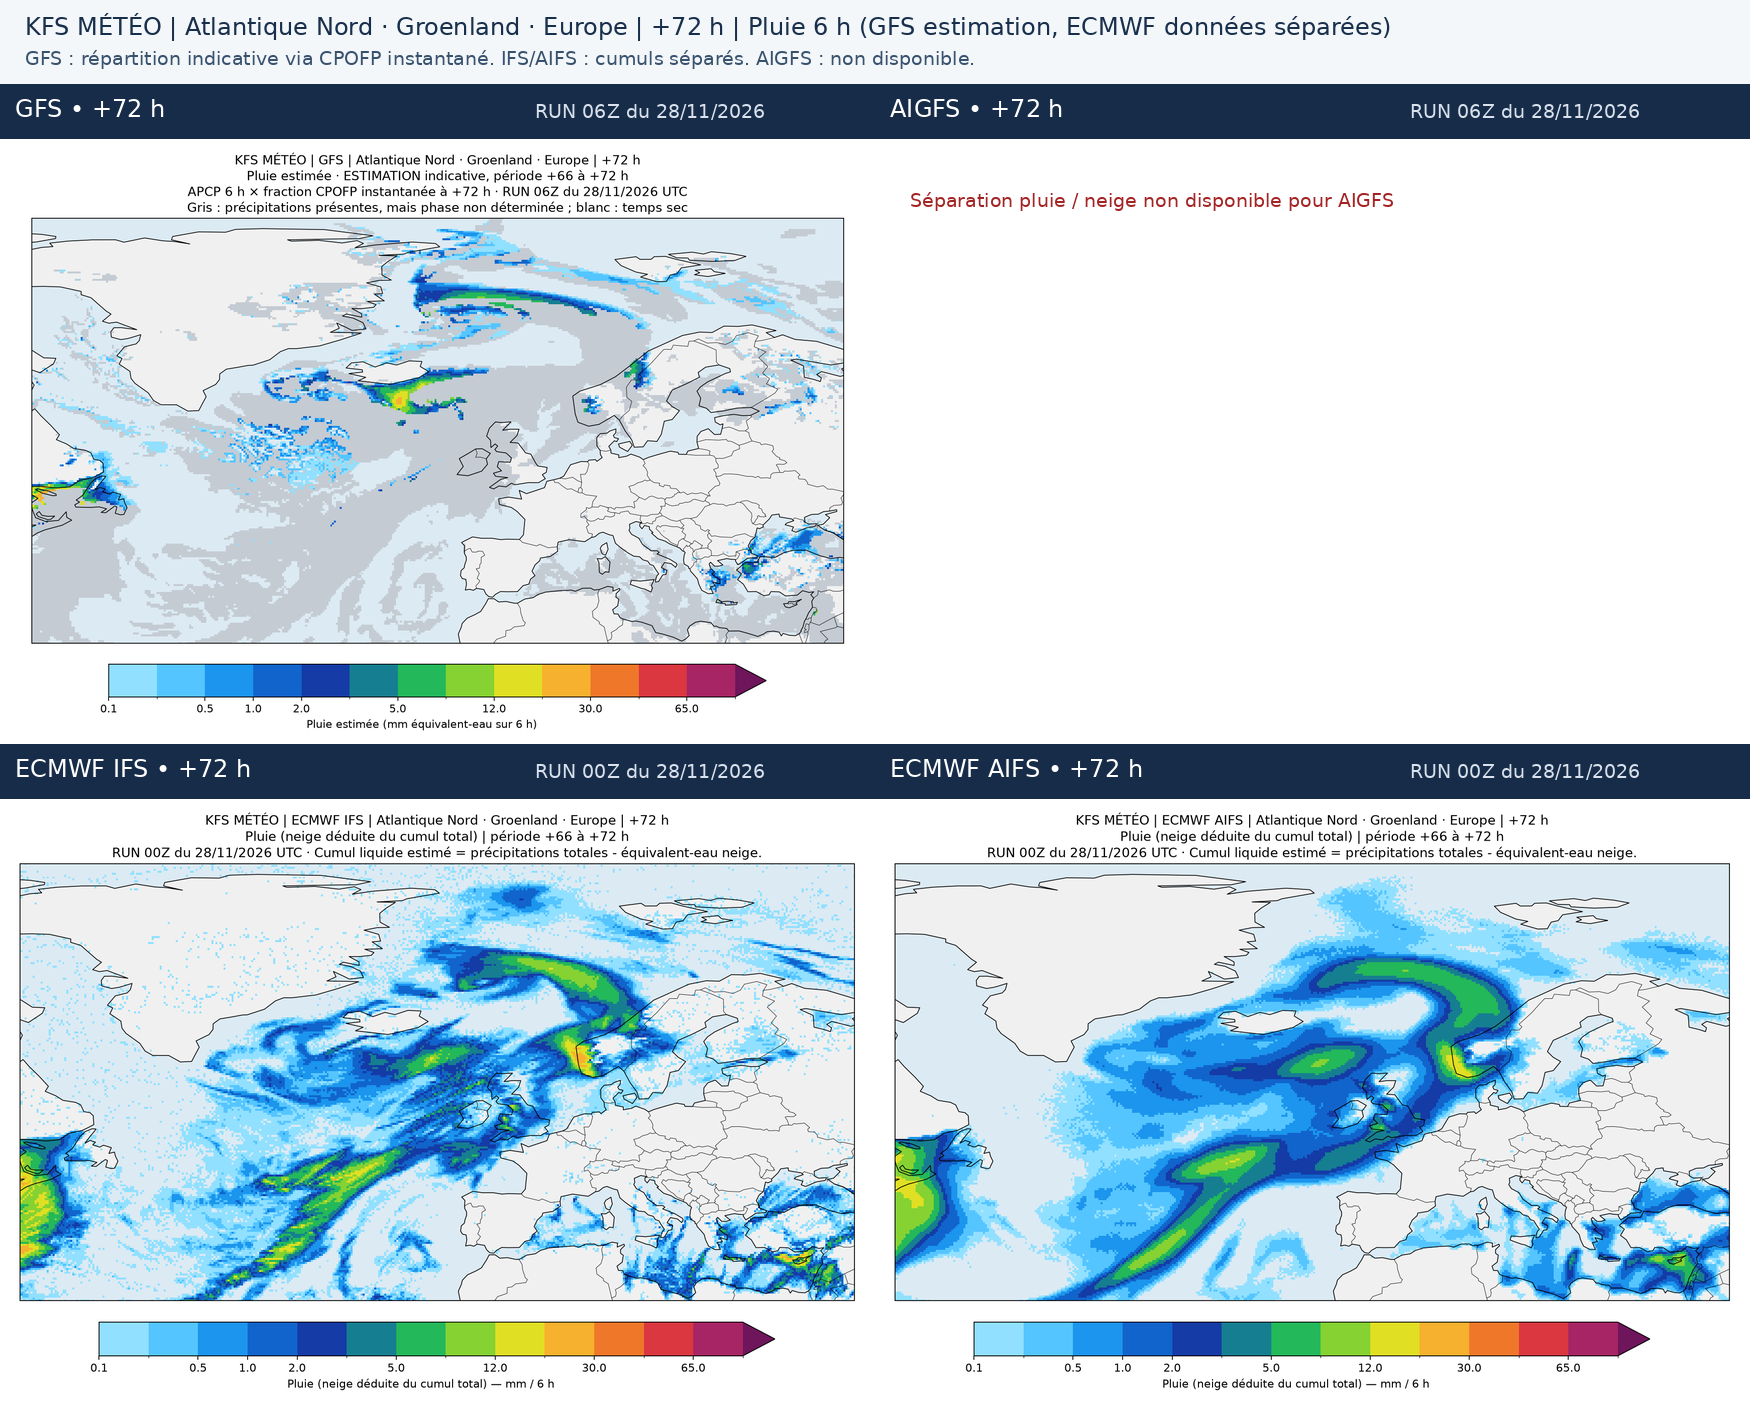 KFS MÉTÉO | Atlantique Nord · Groenland · Europe | +72 h | Pluie 6 h (GFS estimation, ECMWF données séparées)
GFS : répartition indicative via CPOFP instantané. IFS/AIFS : cumuls séparés. AIGFS : non disponible.
GFS • +72 h
RUN 06Z du 28/11/2026
KFS MÉTÉO | GFS | Atlantique Nord · Groenland · Europe | +72 h
Pluie estimée · ESTIMATION indicative, période +66 à +72 h
APCP 6 h × fraction CPOFP instantanée à +72 h · RUN 06Z du 28/11/2026 UTC
Gris : précipitations présentes, mais phase non déterminée ; blanc : temps sec
0.1 0.5 1.0 2.0 5.0 12.0 30.0 65.0
Pluie estimée (mm équivalent-eau sur 6 h)
AIGFS • +72 h
RUN 06Z du 28/11/2026
Séparation pluie / neige non disponible pour AIGFS
ECMWF IFS • +72 h
RUN 00Z du 28/11/2026
KFS MÉTÉO | ECMWF IFS | Atlantique Nord · Groenland · Europe | +72 h
Pluie (neige déduite du cumul total) | période +66 à +72 h
RUN 00Z du 28/11/2026 UTC · Cumul liquide estimé = précipitations totales - équivalent-eau neige.
0.1 0.5 1.0 2.0 5.0 12.0 30.0 65.0
Pluie (neige déduite du cumul total) — mm / 6 h
ECMWF AIFS • +72 h
RUN 00Z du 28/11/2026
KFS MÉTÉO | ECMWF AIFS | Atlantique Nord · Groenland · Europe | +72 h
Pluie (neige déduite du cumul total) | période +66 à +72 h
RUN 00Z du 28/11/2026 UTC · Cumul liquide estimé = précipitations totales - équivalent-eau neige.
0.1 0.5 1.0 2.0 5.0 12.0 30.0 65.0
Pluie (neige déduite du cumul total) — mm / 6 h